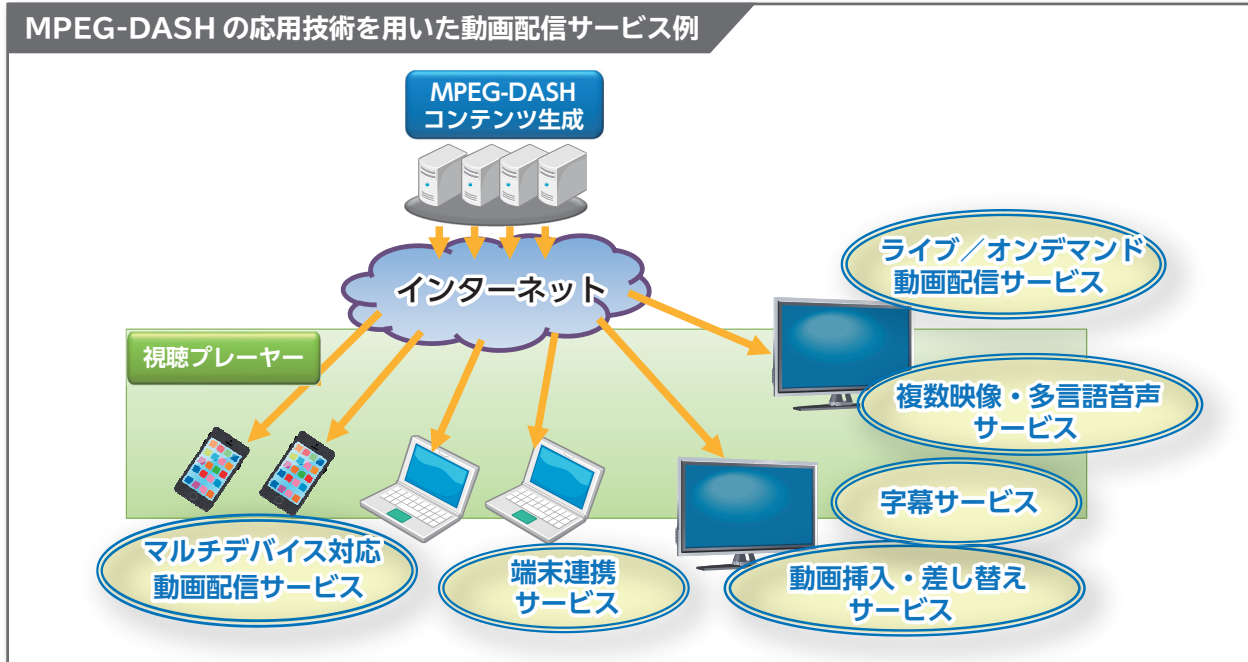 MPEG-DASH の応用技術を用いた動画配信サービス例
MPEG-DASH
コンテンツ生成
インターネット
ライブ／オンデマンド
動画配信サービス
視聴プレーヤー
複数映像・多言語音声
サービス
字幕サービス
マルチデバイス対応
動画配信サービス
端末連携
サービス
動画挿入・差し替え
サービス